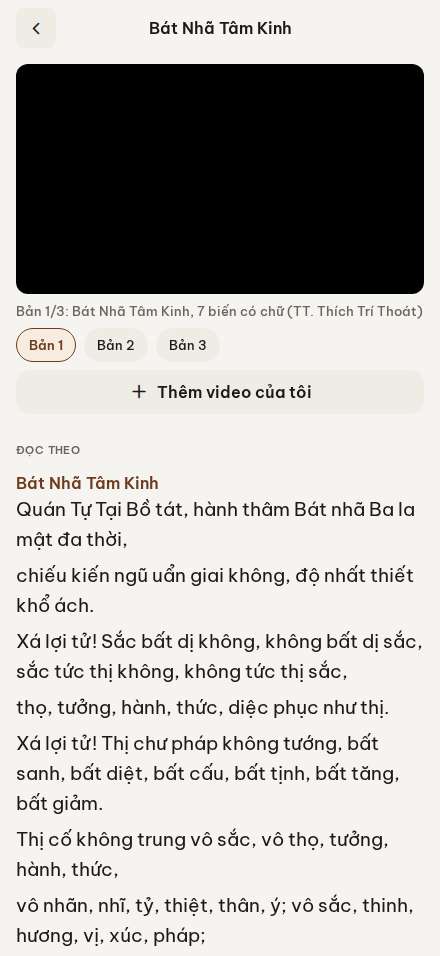 Bát Nhã Tâm Kinh
Bản 1/3: Bát Nhã Tâm Kinh, 7 biến có chữ (TT. Thích Trí Thoát)
Bản 1
Bản 2
Bản 3
Thêm video của tôi
ĐỌC THEO
Bát Nhã Tâm Kinh
Quán Tự Tại Bồ tát, hành thâm Bát nhã Ba la
mật đa thời,
chiếu kiến ngũ uẩn giai không, độ nhất thiết
khổ ách.
Xá lợi tử! Sắc bất dị không, không bất dị sắc,
sắc tức thị không, không tức thị sắc,
thọ, tưởng, hành, thức, diệc phục như thị.
Xá lợi tử! Thị chư pháp không tướng, bất
sanh, bất diệt, bất cấu, bất tịnh, bất tăng,
bất giảm.
Thị cố không trung vô sắc, vô thọ, tưởng,
hành, thức,
vô nhãn, nhĩ, tỷ, thiệt, thân, ý; vô sắc, thinh,
hương, vị, xúc, pháp;